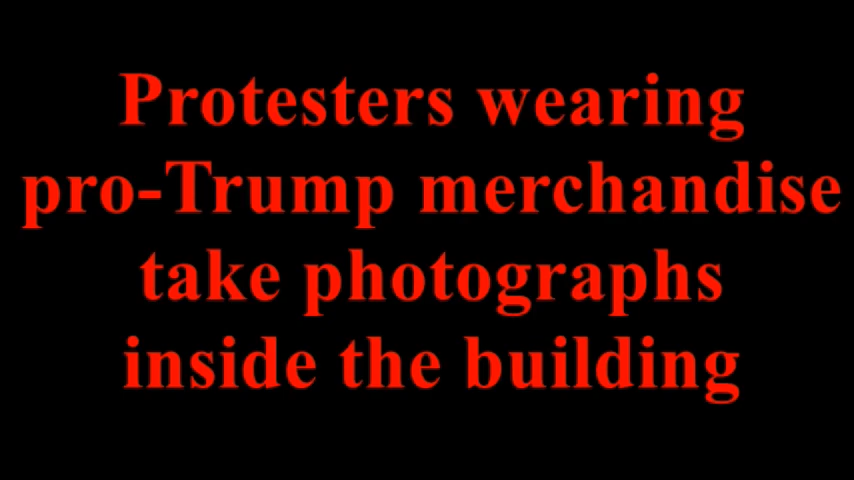 Protesters wearing
pro-Trump merchandise
take photographs
inside the building